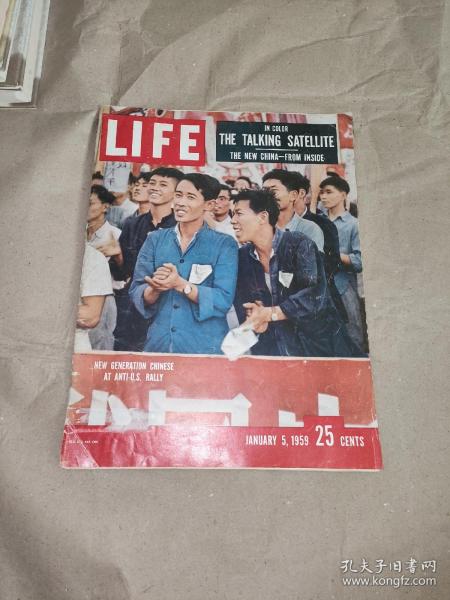 LIFE
IN COLOR
THE TALKING SATELLITE
THE NEW CHINA—FROM INSIDE
NEW GENERATION CHINESE
AT ANTI-U.S. RALLY
JANUARY 5, 1959 25 CENTS
孔夫子旧书网
www.kongfz.com